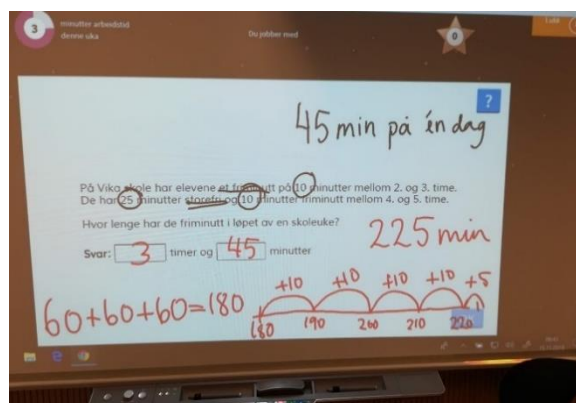 3
minutter arbeidstid
denne uka
Du jobber med
0
?
45 min på én dag
På Vika skole har elevene et friminutt på 10 minutter mellom 2. og 3. time.
De har 25 minutter storefri og 10 minutter friminutt mellom 4. og 5. time.
Hvor lenge har de friminutt i løpet av en skoleuke?
225 min
Svar: 3 timer og 45 minutter
+10 +10 +10 +10 +5
60+60+60=180
180 190 200 210 220